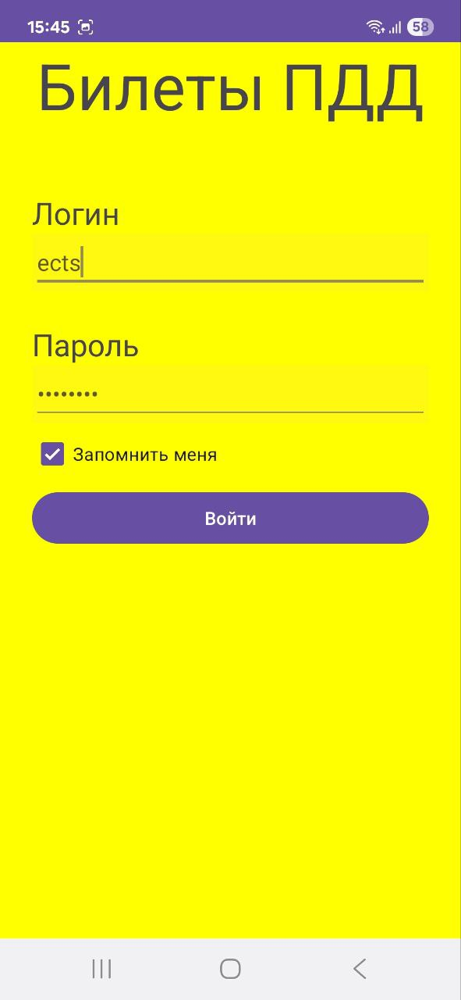 15:45
58
Билеты ПДД
Логин
ects
Пароль
••••••••
Запомнить меня
Войти